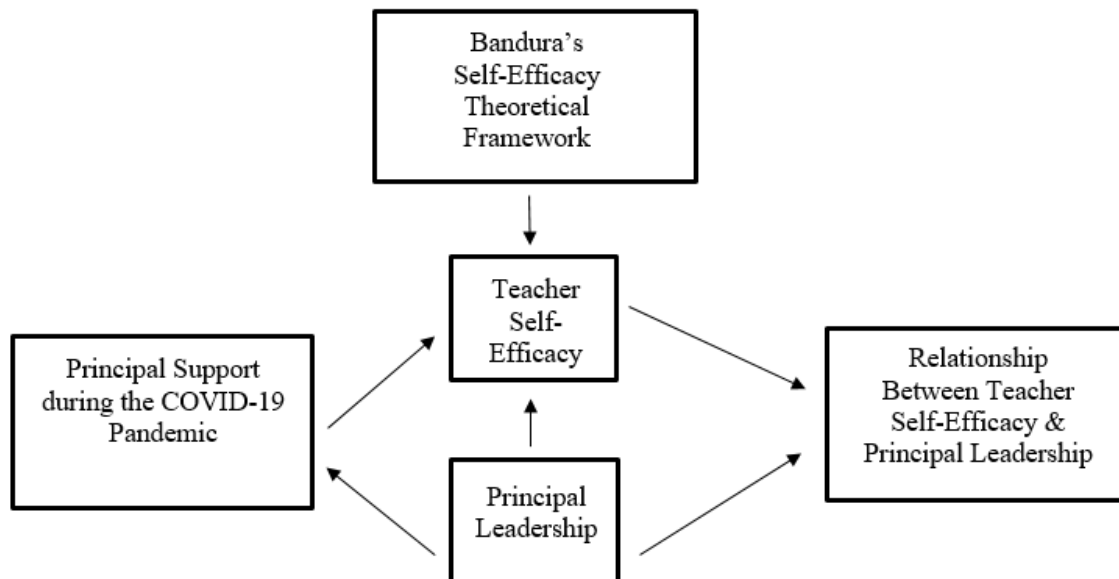 Bandura’s
Self-Efficacy
Theoretical
Framework
Teacher
Self-
Efficacy
Principal Support
during the COVID-19
Pandemic
Relationship
Between Teacher
Self-Efficacy &
Principal Leadership
Principal
Leadership